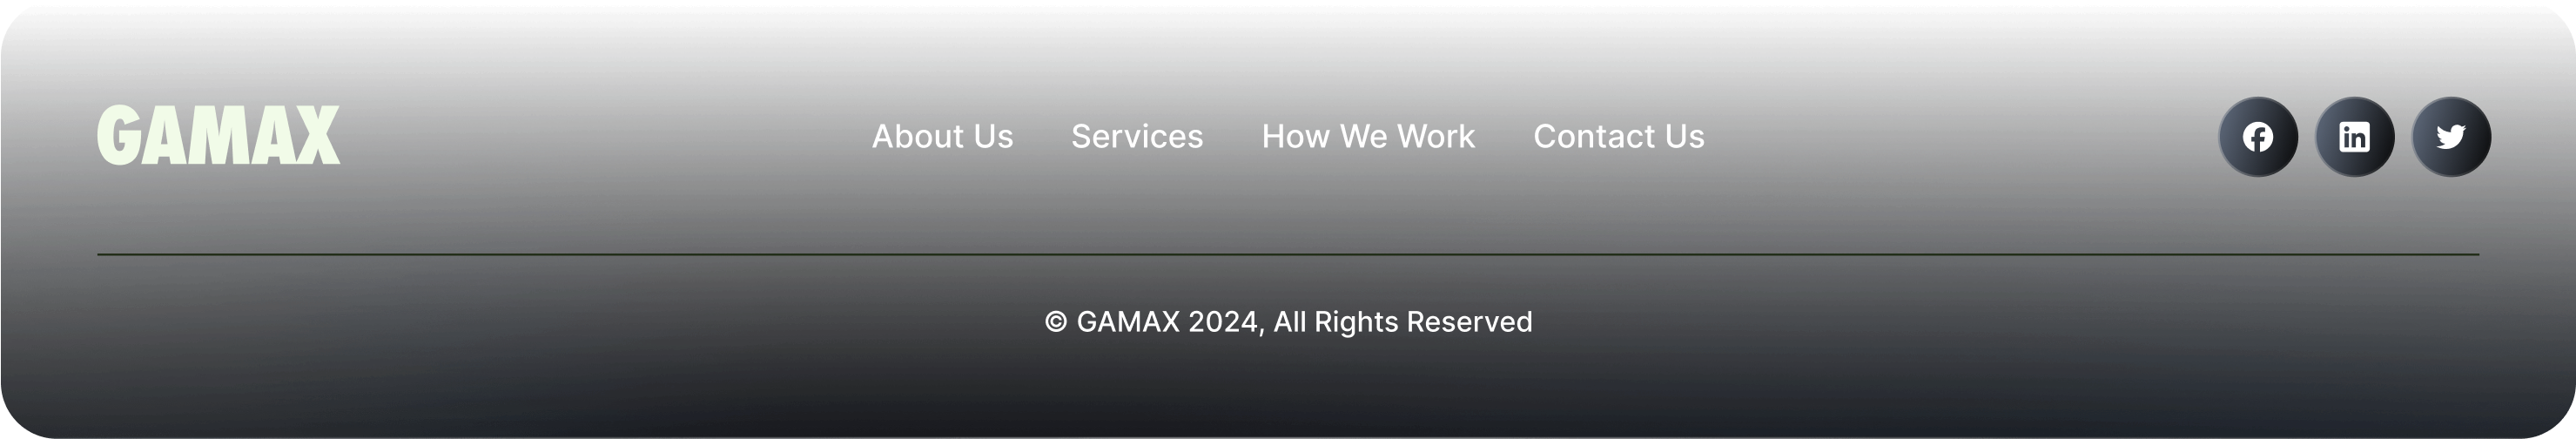 GAMAX
About Us Services How We Work Contact Us
© GAMAX 2024, All Rights Reserved